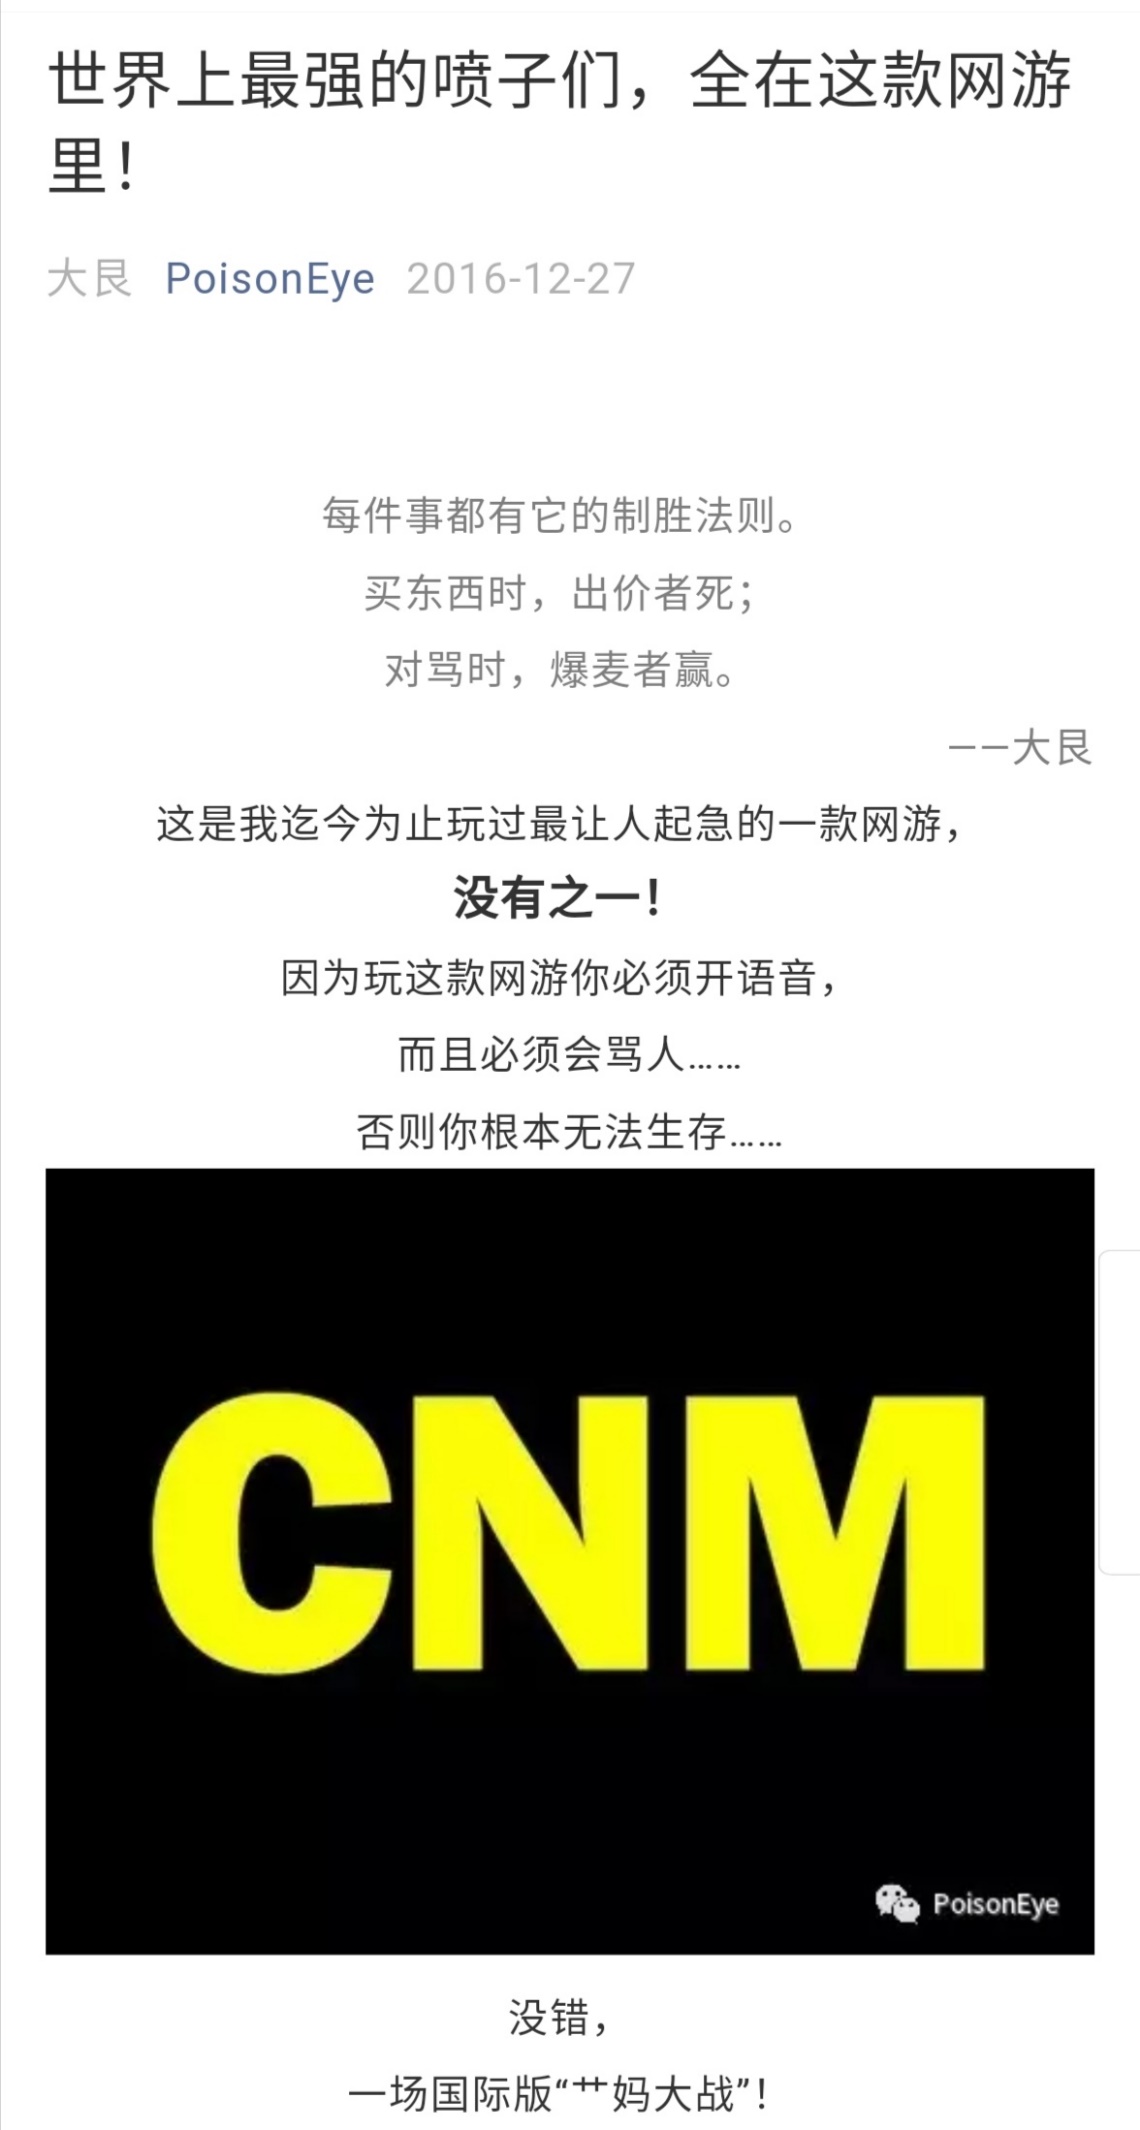 世界上最强的喷子们，全在这款网游
里！
大艮 PoisonEye 2016-12-27
每件事都有它的制胜法则。
买东西时，出价者死；
对骂时，爆麦者赢。
——大艮
这是我迄今为止玩过最让人起急的一款网游，
没有之一！
因为玩这款网游你必须开语音，
而且必须会骂人……
否则你根本无法生存……
CNM
PoisonEye
没错，
一场国际版“艹妈大战”！